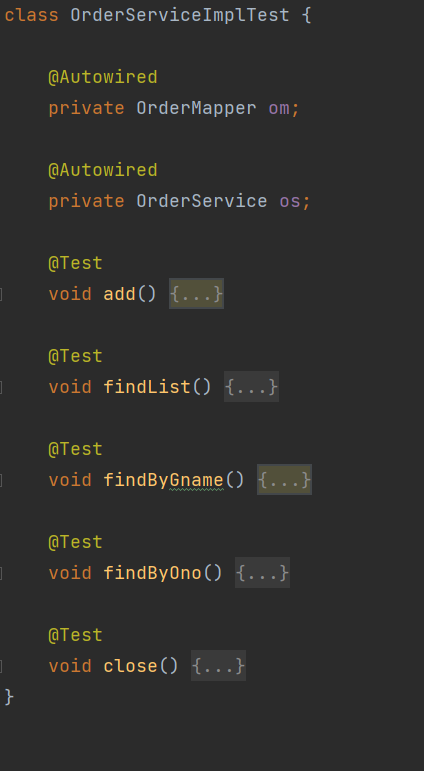 class OrderServiceImplTest {
@Autowired
private OrderMapper om;
@Autowired
private OrderService os;
@Test
void add() {...}
@Test
void findList() {...}
@Test
void findByGname() {...}
@Test
void findByOno() {...}
@Test
void close() {...}
}